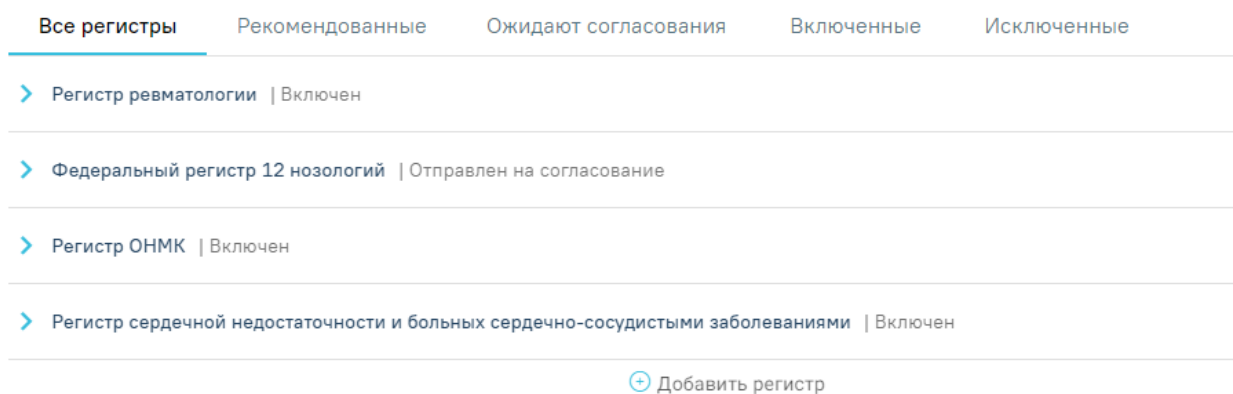 Все регистры Рекомендованные Ожидают согласования Включенные Исключенные
Регистр ревматологии | Включен
Федеральный регистр 12 нозологий | Отправлен на согласование
Регистр ОНМК | Включен
Регистр сердечной недостаточности и больных сердечно-сосудистыми заболеваниями | Включен
Добавить регистр